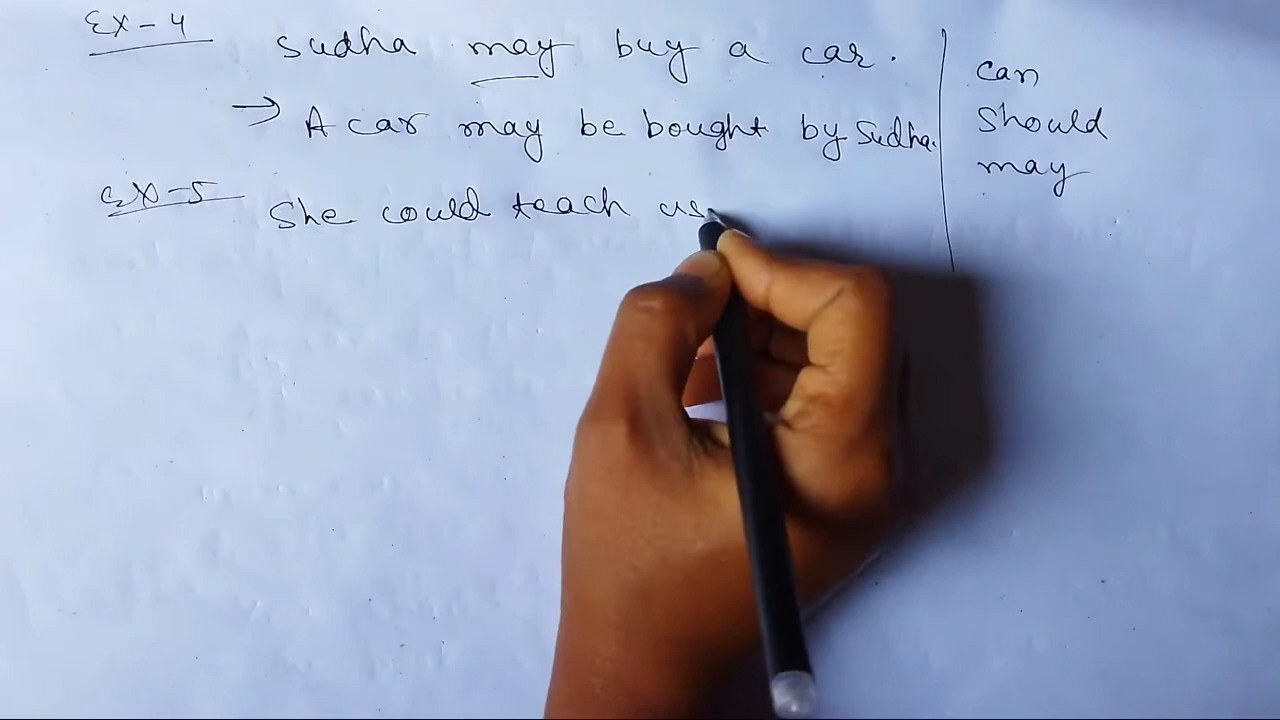 Ex-4
Sudha may buy a car.
→ A car may be bought by Sudha.
Ex-5
She could teach us
can
should
may